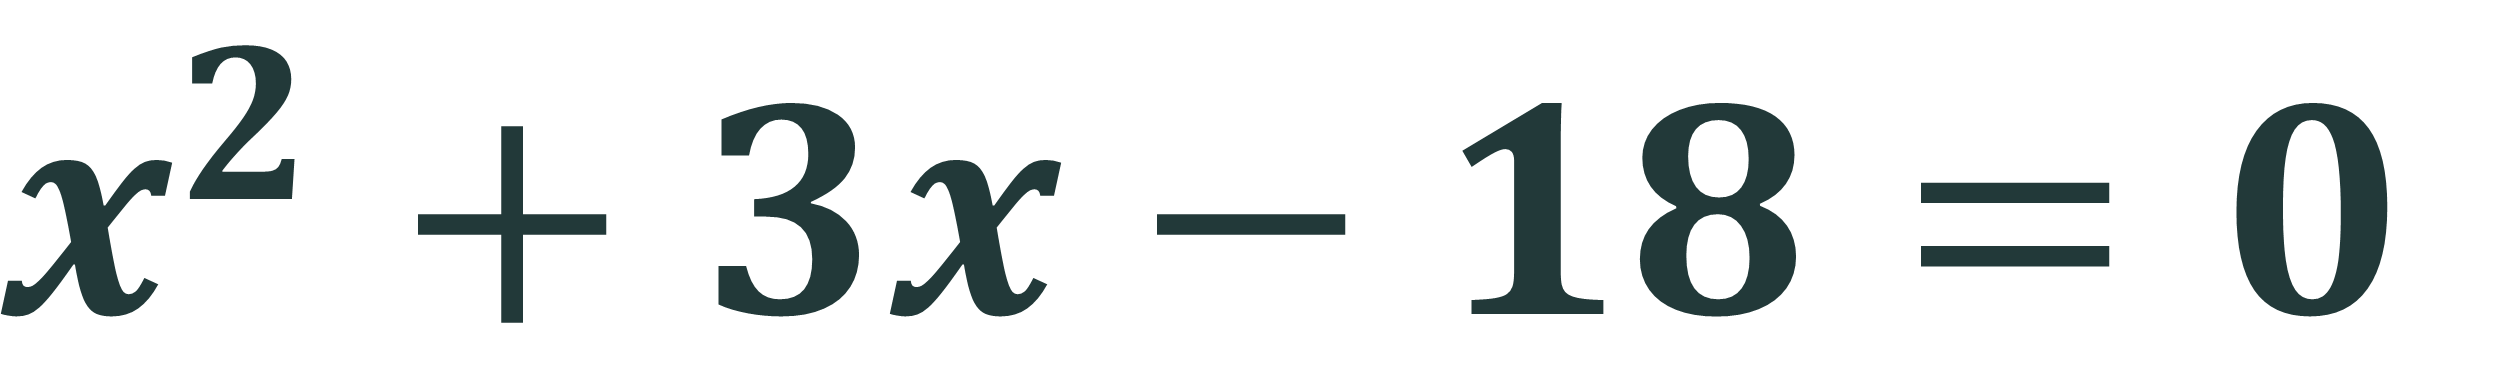 x² + 3x − 18 = 0